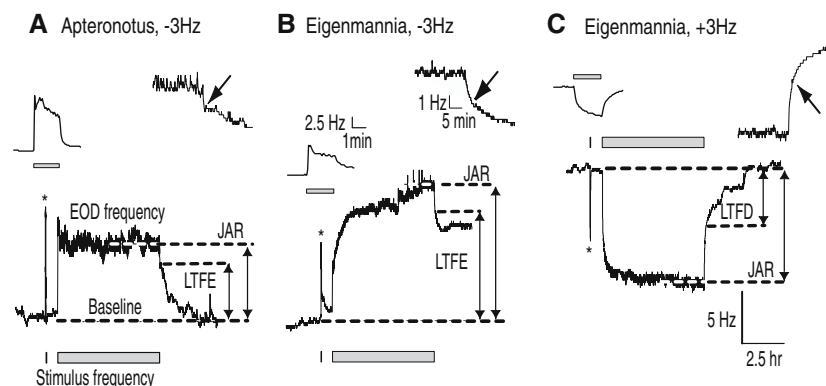 A Apteronotus, -3Hz
B Eigenmannia, -3Hz
C Eigenmannia, +3Hz
1 Hz
5 min
2.5 Hz
1min
*
EOD frequency
JAR
LTFE
Baseline
Stimulus frequency
*
JAR
LTFE
*
LTFD
JAR
5 Hz
2.5 hr